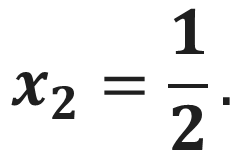 x₂ = 1/2.